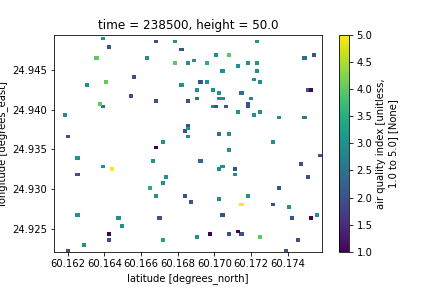 time = 238500, height = 50.0
longitude [degrees_east]
24.945
24.940
24.935
24.930
24.925
60.162 60.164 60.166 60.168 60.170 60.172 60.174
latitude [degrees_north]
5.0
4.5
4.0
3.5
3.0
2.5
2.0
1.5
1.0
air quality index [unitless,
1.0 to 5.0] [None]